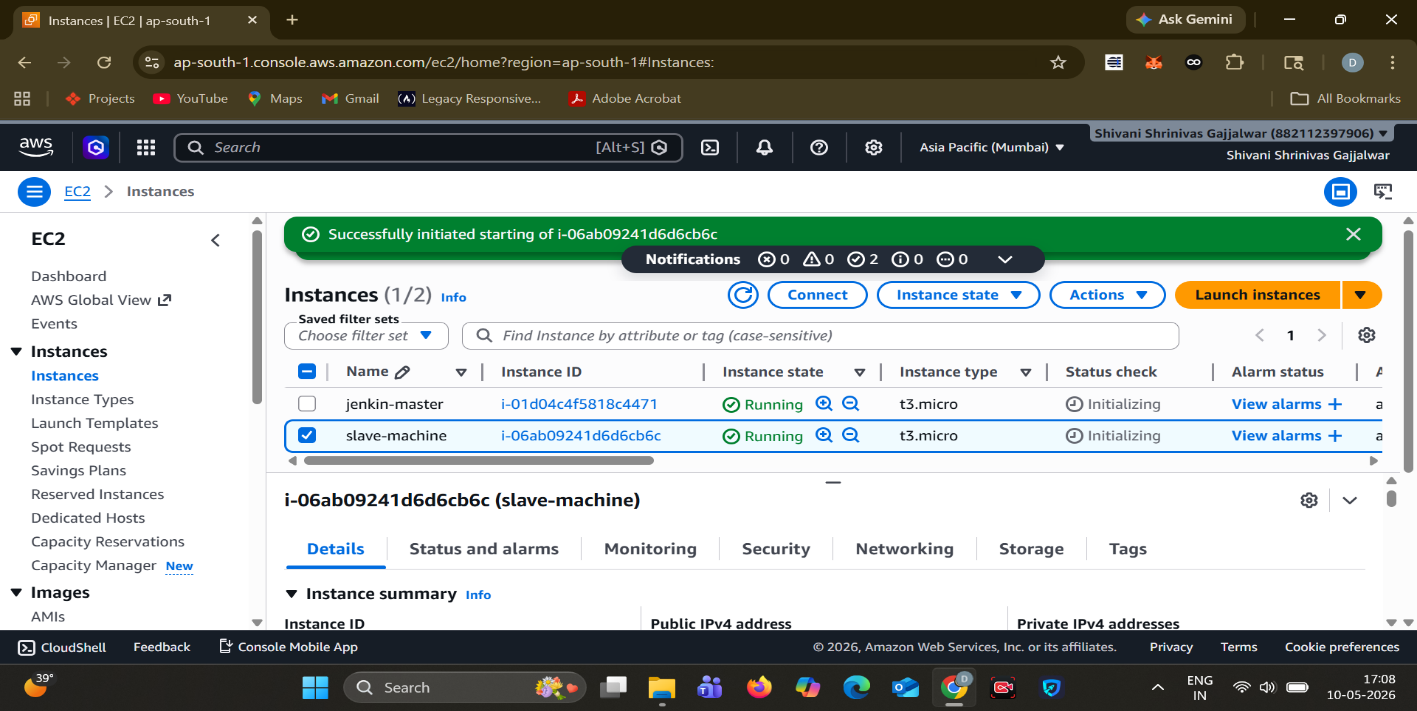 Instances | EC2 | ap-south-1
Ask Gemini
ap-south-1.console.aws.amazon.com/ec2/home?region=ap-south-1#Instances:
D
Projects
YouTube
Maps
Gmail
Legacy Responsive...
Adobe Acrobat
All Bookmarks
aws
Search
[Alt+S]
Asia Pacific (Mumbai)
Shivani Shrinivas Gajjalwar (882112397906)
Shivani Shrinivas Gajjalwar
EC2
Instances
EC2
Dashboard
AWS Global View
Events
Instances
Instances
Instance Types
Launch Templates
Spot Requests
Savings Plans
Reserved Instances
Dedicated Hosts
Capacity Reservations
Capacity Manager New
Images
AMIs
Successfully initiated starting of i-06ab09241d6d6cb6c
Notifications 0 0 2 0 0
Instances (1/2) Info
Connect
Instance state
Actions
Launch instances
Saved filter sets
Choose filter set
Find Instance by attribute or tag (case-sensitive)
1
Name Instance ID Instance state Instance type Status check Alarm status A
jenkin-master i-01d04c4f5818c4471 Running t3.micro Initializing View alarms + a
slave-machine i-06ab09241d6d6cb6c Running t3.micro Initializing View alarms + a
i-06ab09241d6d6cb6c (slave-machine)
Details Status and alarms Monitoring Security Networking Storage Tags
Instance summary Info
Instance ID Public IPv4 address Private IPv4 addresses
CloudShell Feedback Console Mobile App © 2026, Amazon Web Services, Inc. or its affiliates. Privacy Terms Cookie preferences
39°
Search
D
ENG
IN
17:08
10-05-2026